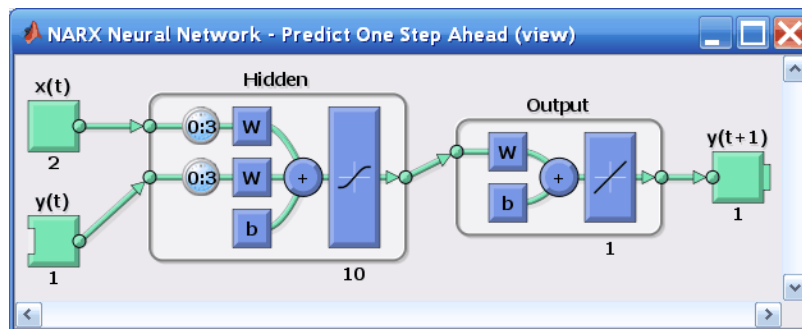 NARX Neural Network - Predict One Step Ahead (view)
Hidden
x(t)
0:3 W
2
y(t)
0:3 W
+
b
1
10
Output
W
b
+
1
y(t+1)
1